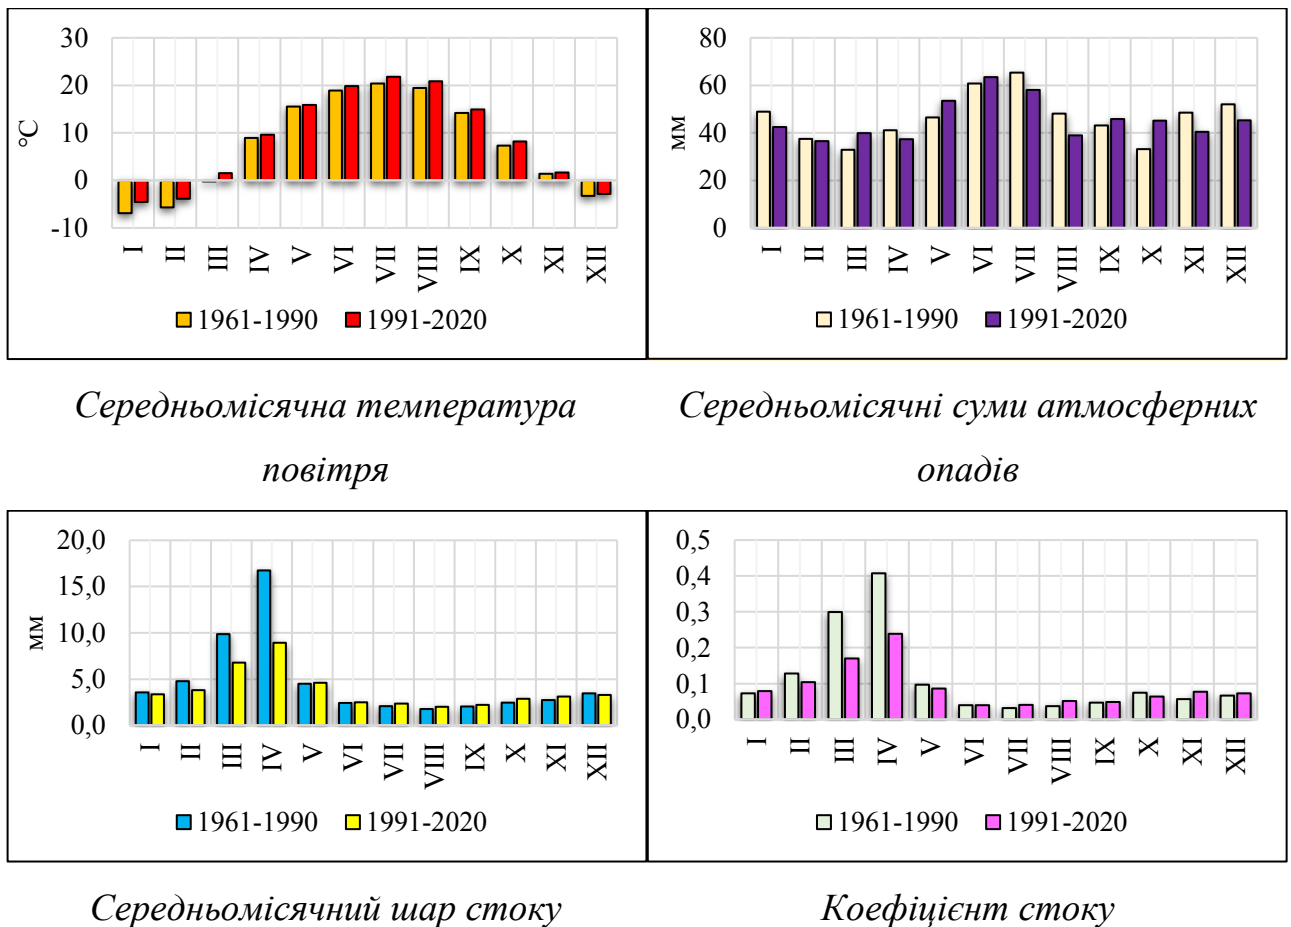 30
20
10
0
-10
°C
I II III IV V VI VII VIII IX X XI XII
1961-1990 1991-2020
Середньомісячна температура
повітря
80
60
40
20
0
мм
I II III IV V VI VII VIII IX X XI XII
1961-1990 1991-2020
Середньомісячні суми атмосферних
опадів
20,0
15,0
10,0
5,0
0,0
мм
I II III IV V VI VII VIII IX X XI XII
1961-1990 1991-2020
Середньомісячний шар стоку
0,5
0,4
0,3
0,2
0,1
0,0
I II III IV V VI VII VIII IX X XI XII
1961-1990 1991-2020
Коефіцієнт стоку